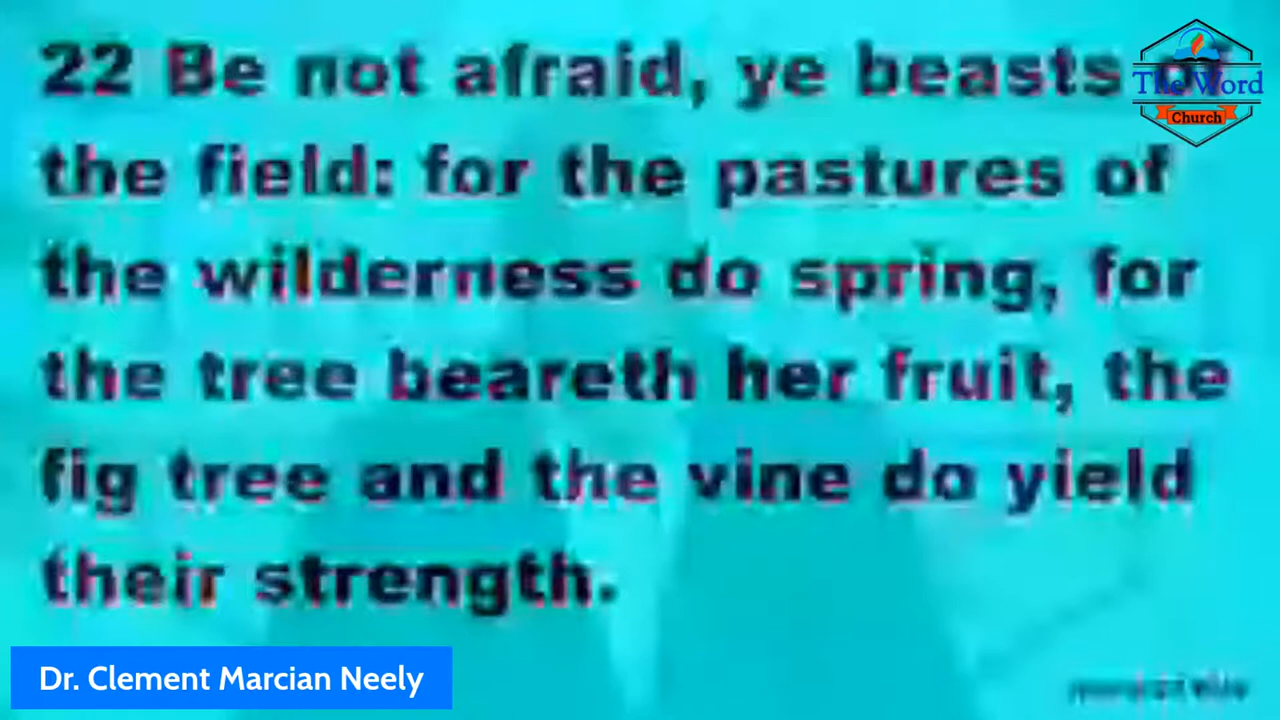 22 Be not afraid, ye beasts
The Word
Church
the field: for the pastures of
the wilderness do spring, for
the tree beareth her fruit, the
fig tree and the vine do yield
their strength.
Dr. Clement Marcian Neely